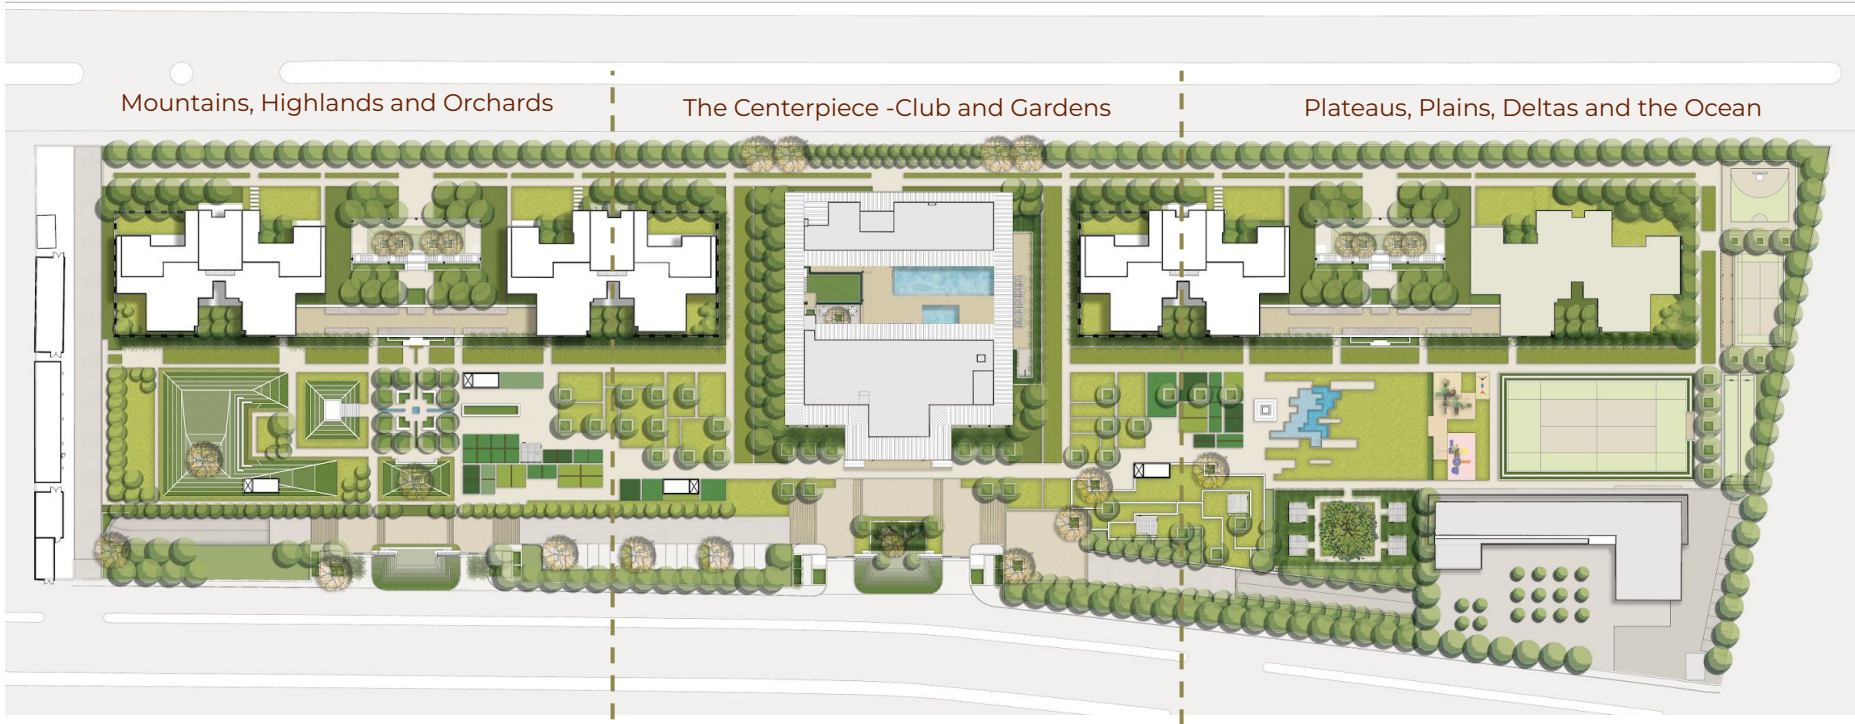 Mountains, Highlands and Orchards
The Centerpiece -Club and Gardens
Plateaus, Plains, Deltas and the Ocean